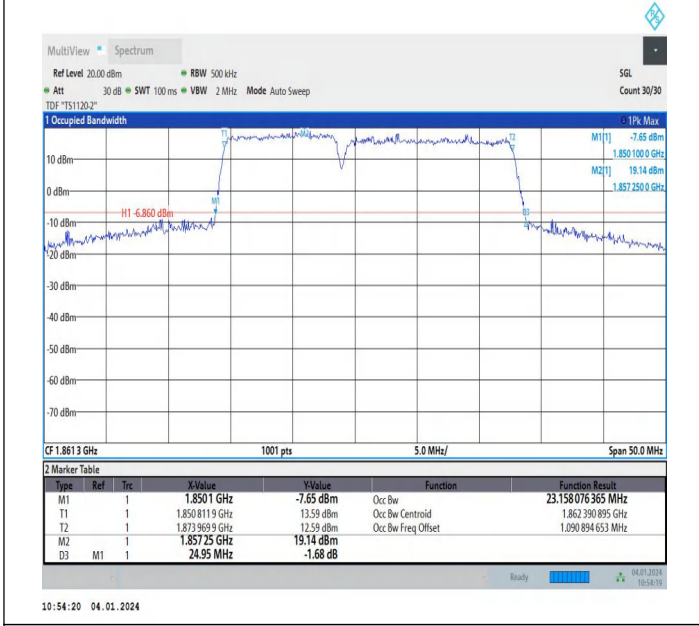 MultiView Spectrum
Ref Level 20.00 dBm RBW 500 kHz SGL
Att 30 dB SWT 100 ms VBW 2 MHz Mode Auto Sweep Count 30/30
TDF "TS1120-2"
1 Occupied Bandwidth 1Pk Max
M1[1] -7.65 dBm
1.850 100 0 GHz
M2[1] 19.14 dBm
1.857 250 0 GHz
T1 M2 T2
10 dBm
0 dBm
M1
H1 -6.860 dBm D3
-10 dBm
-20 dBm
-30 dBm
-40 dBm
-50 dBm
-60 dBm
-70 dBm
CF 1.861 3 GHz 1001 pts 5.0 MHz/ Span 50.0 MHz
2 Marker Table
Type Ref Trc X-Value Y-Value Function Function Result
M1 1 1.8501 GHz -7.65 dBm Occ Bw 23.158 076 365 MHz
T1 1 1.850 811 9 GHz 13.59 dBm Occ Bw Centroid 1.862 390 895 GHz
T2 1 1.873 969 9 GHz 12.59 dBm Occ Bw Freq Offset 1.090 894 653 MHz
M2 1 1.857 25 GHz 19.14 dBm
D3 M1 1 24.95 MHz -1.68 dB
Ready 04.01.2024
10:54:19
10:54:20 04.01.2024